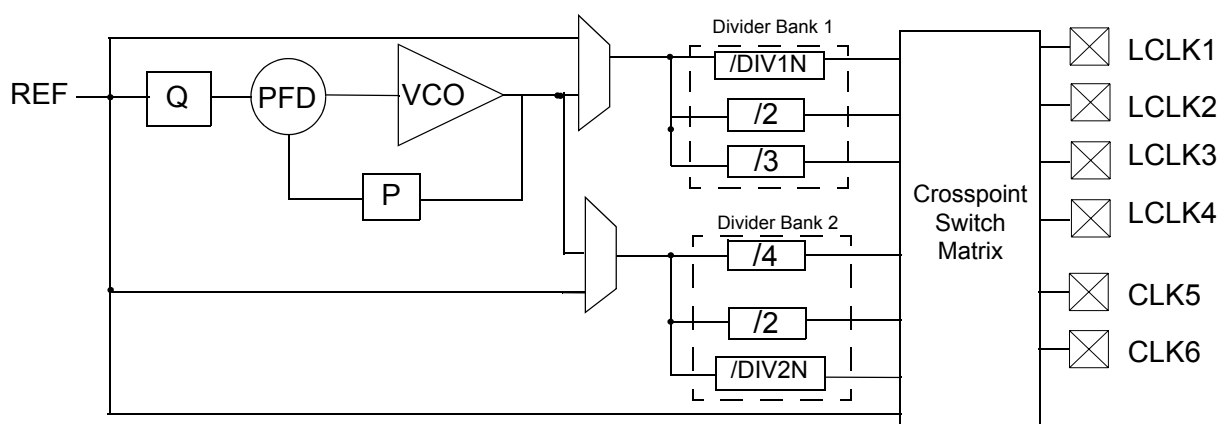 REF
Q
PFD
VCO
P
Divider Bank 1
/DIV1N
/2
/3
Divider Bank 2
/4
/2
/DIV2N
Crosspoint
Switch
Matrix
LCLK1
LCLK2
LCLK3
LCLK4
CLK5
CLK6